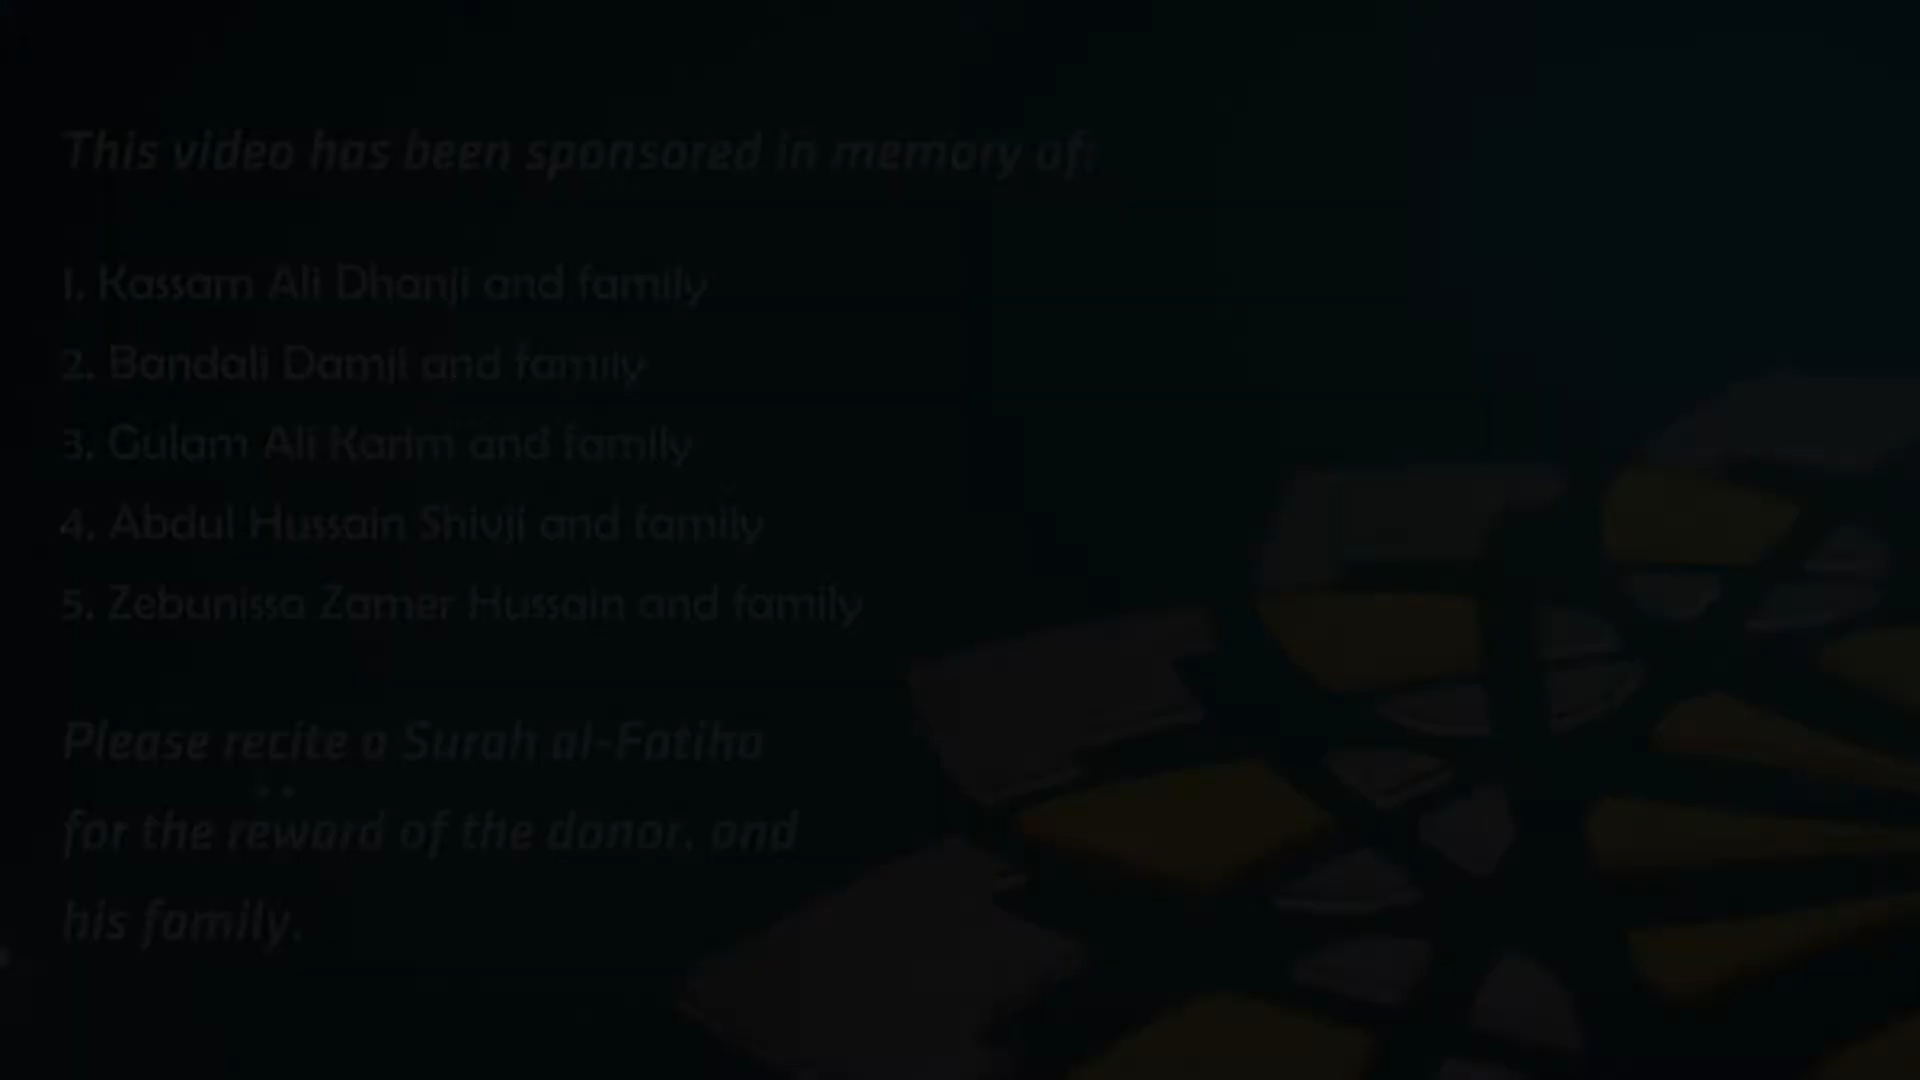 This video has been sponsored in memory of:
1. Kassam Ali Dhanji and family
2. Bandali Damji and family
3. Gulam Ali Karim and family
4. Abdul Hussain Shivji and family
5. Zebunissa Zamer Hussain and family
Please recite a Surah al-Fatiha
for the reward of the donor, and
his family.